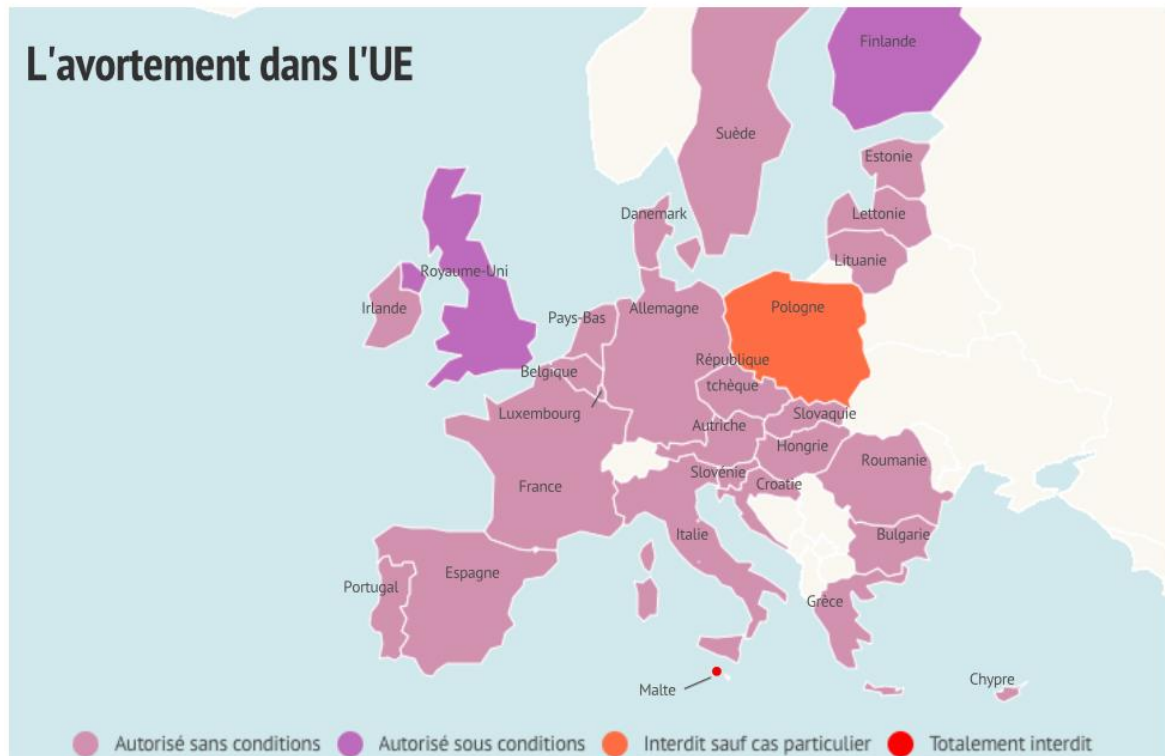 L'avortement dans l'UE
Finlande
Suède
Estonie
Danemark
Lettonie
Lituanie
Royaume-Uni
Irlande
Pays-Bas
Allemagne
Pologne
Belgique
République
tchèque
Luxembourg
Slovaquie
Autriche
Hongrie
Slovénie
Roumanie
Croatie
France
Italie
Bulgarie
Espagne
Portugal
Grèce
Malte
Chypre
Autorisé sans conditions
Autorisé sous conditions
Interdit sauf cas particulier
Totalement interdit